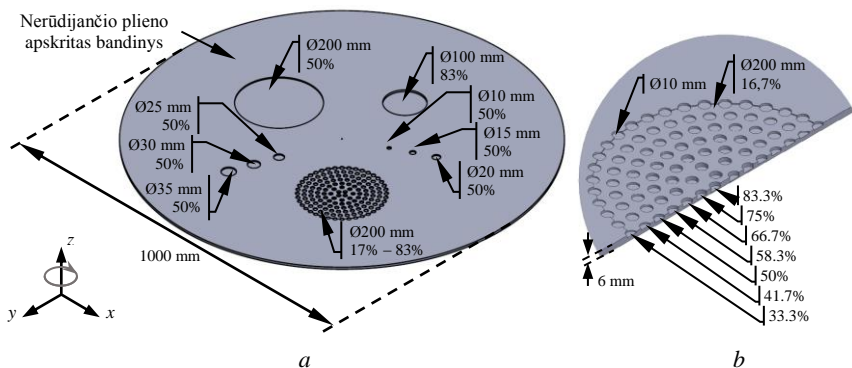 Nerūdijančio plieno
apskritas bandinys
Ø200 mm
50%
Ø100 mm
83%
Ø25 mm
50%
Ø10 mm
50%
Ø30 mm
50%
Ø15 mm
50%
Ø35 mm
50%
Ø20 mm
50%
Ø200 mm
17% – 83%
1000 mm
z
y
x
a
Ø10 mm
Ø200 mm
16,7%
83.3%
75%
66.7%
58.3%
50%
41.7%
33.3%
6 mm
b